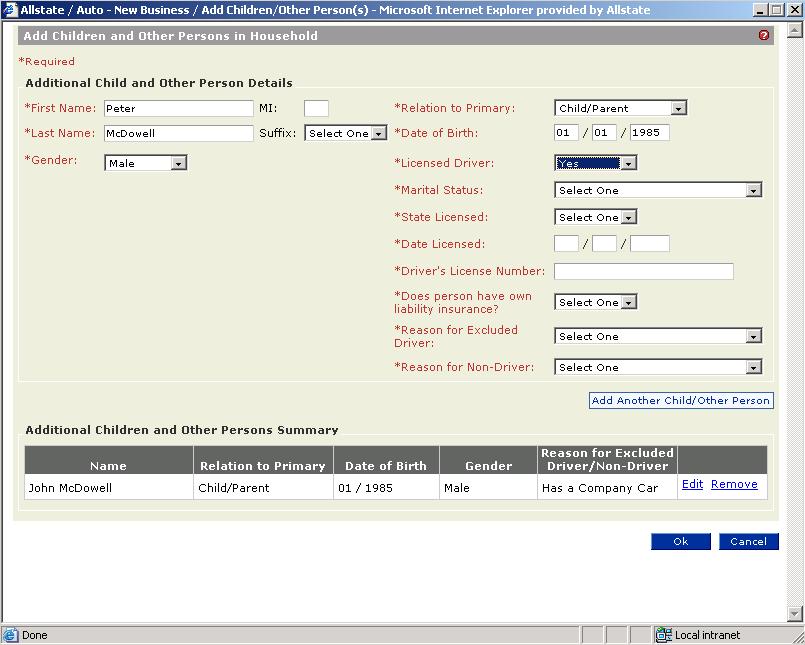 Allstate / Auto - New Business / Add Children/Other Person(s) - Microsoft Internet Explorer provided by Allstate
Add Children and Other Persons in Household ?
*Required
Additional Child and Other Person Details
*First Name: Peter MI: *Relation to Primary: Child/Parent
*Last Name: McDowell Suffix: Select One *Date of Birth: 01 / 01 / 1985
*Gender: Male *Licensed Driver: Yes
*Marital Status: Select One
*State Licensed: Select One
*Date Licensed: / /
*Driver's License Number:
*Does person have own
liability insurance? Select One
*Reason for Excluded
Driver: Select One
*Reason for Non-Driver: Select One
Add Another Child/Other Person
Additional Children and Other Persons Summary
Name Relation to Primary Date of Birth Gender Reason for Excluded
Driver/Non-Driver
John McDowell Child/Parent 01 / 1985 Male Has a Company Car Edit Remove
Ok Cancel
Done Local intranet